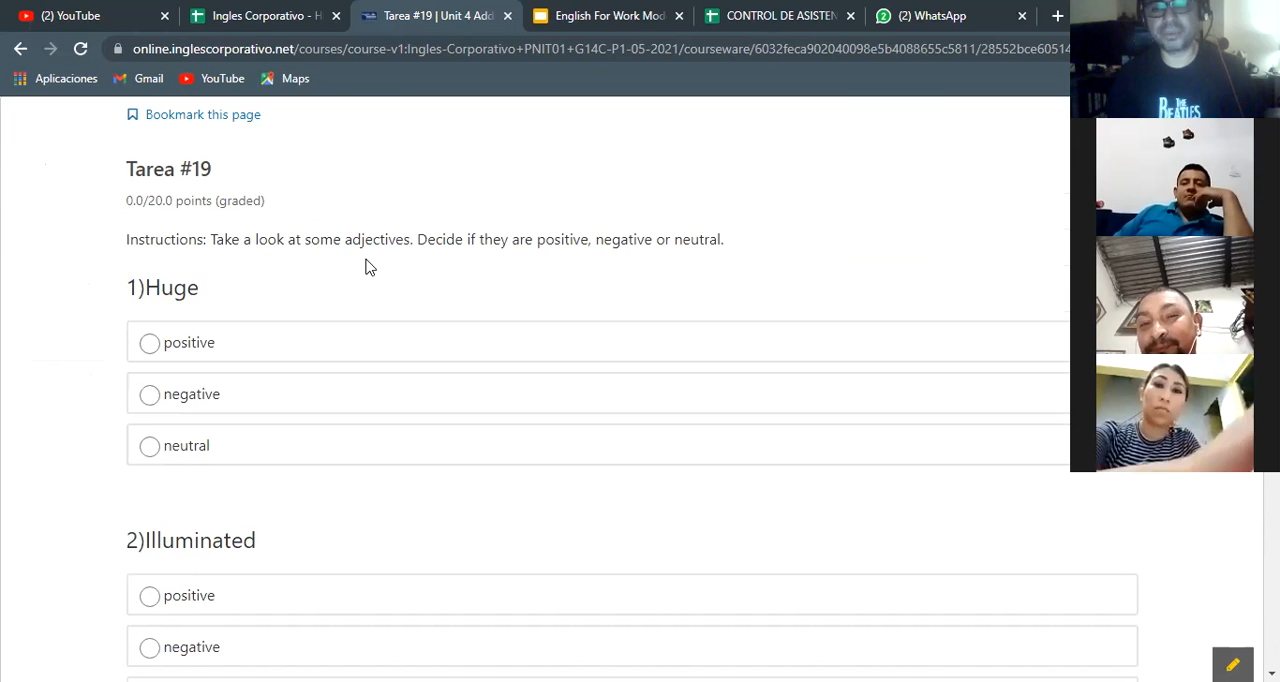 (2) YouTube
Ingles Corporativo - H
Tarea #19 | Unit 4 Add
English For Work Mod
CONTROL DE ASISTEN
(2) WhatsApp
online.inglescorporativo.net/courses/course-v1:Ingles-Corporativo+PNIT01+G14C-P1-05-2021/courseware/6032feca902040098e5b4088655c5811/28552bce60514
Aplicaciones
Gmail
YouTube
Maps
THE
BEATLES
Bookmark this page
Tarea #19
0.0/20.0 points (graded)
Instructions: Take a look at some adjectives. Decide if they are positive, negative or neutral.
1)Huge
positive
negative
neutral
2)Illuminated
positive
negative